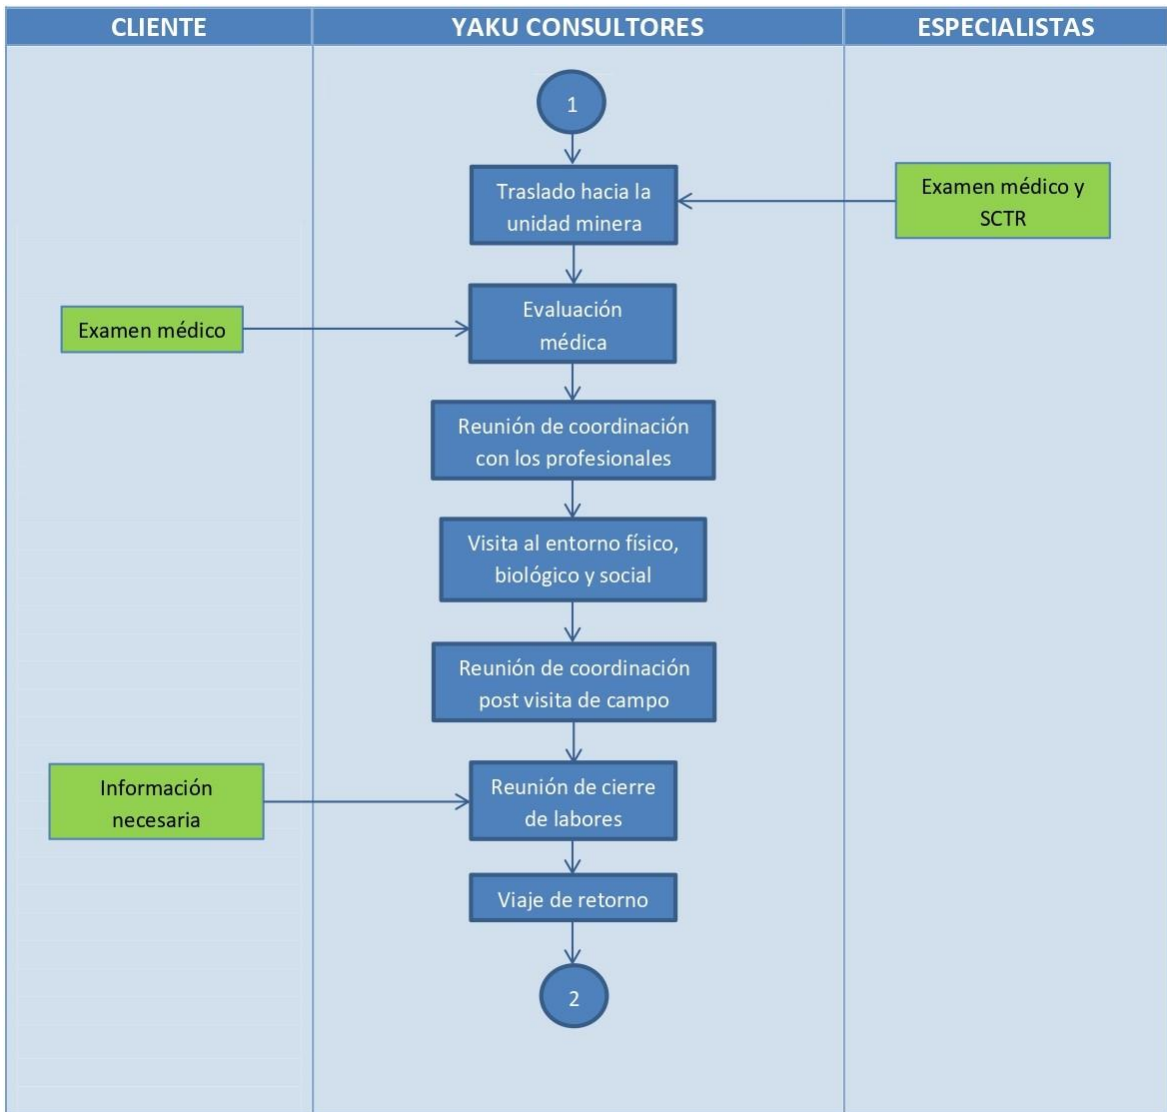 CLIENTE
YAKU CONSULTORES
ESPECIALISTAS
1
Traslado hacia la
unidad minera
Examen médico y
SCTR
Examen médico
Evaluación
médica
Reunión de coordinación
con los profesionales
Visita al entorno físico,
biológico y social
Reunión de coordinación
post visita de campo
Información
necesaria
Reunión de cierre
de labores
Viaje de retorno
2